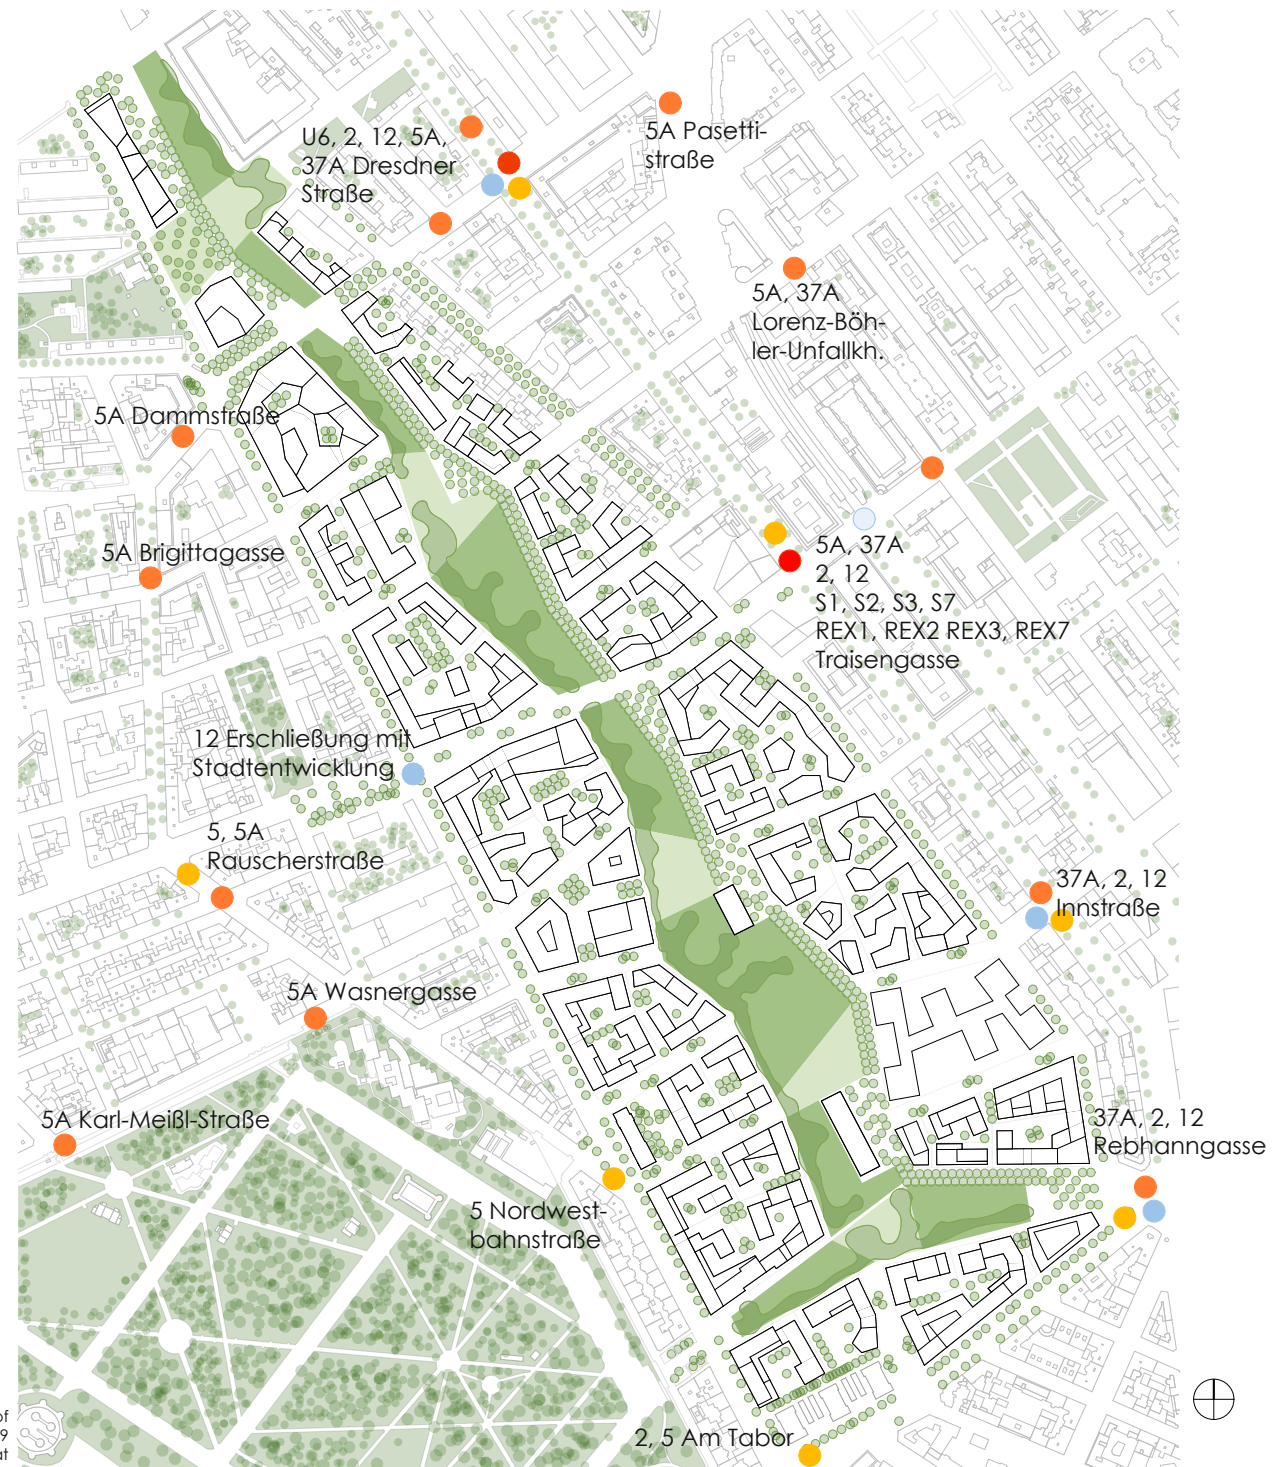 U6, 2, 12, 5A,
37A Dresdner
Straße
5A Pasetti-
straße
5A, 37A
Lorenz-Böh-
ler-Unfallkh.
5A Dammstraße
5A Brigittagasse
5A, 37A
2, 12
S1, S2, S3, S7
REX1, REX2 REX3, REX7
Traisengasse
12 Erschließung mit
Stadtentwicklung
5, 5A
Rauscherstraße
37A, 2, 12
Innstraße
5A Wasnergasse
5A Karl-Meißl-Straße
37A, 2, 12
Rebhanngasse
5 Nordwest-
bahnstraße
of
9
at
2, 5 Am Tabor